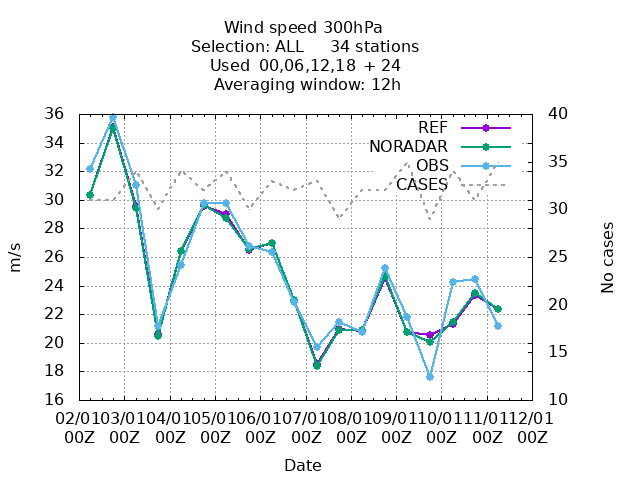 Wind speed 300hPa
Selection: ALL 34 stations
Used 00,06,12,18 + 24
Averaging window: 12h
36 40
34
32 35
30 30
28
26 25
24
22 20
20 15
18
16 10
REF
NORADAR
OBS
CASES
m/s
No cases
02/01 03/01 04/01 05/01 06/01 07/01 08/01 09/01 10/01 11/01 12/01
00Z 00Z 00Z 00Z 00Z 00Z 00Z 00Z 00Z 00Z 00Z
Date